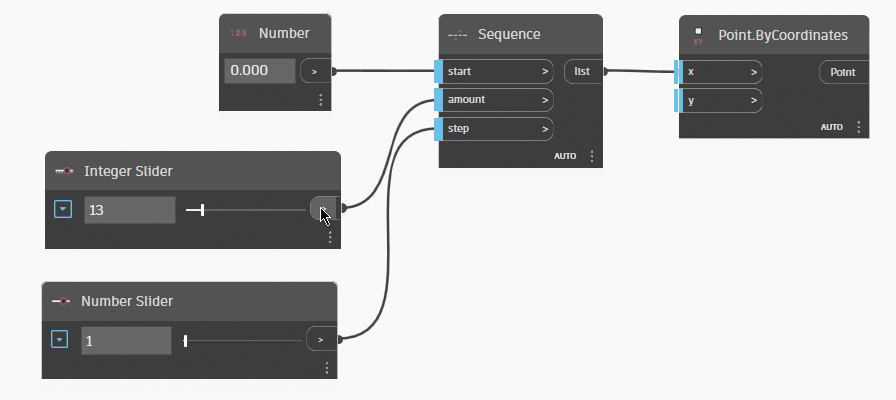 123 Number
0.000 >
Sequence
start >
amount >
step >
list
AUTO
XY Point.ByCoordinates
x >
y >
Point
AUTO
Integer Slider
13
Number Slider
1 >